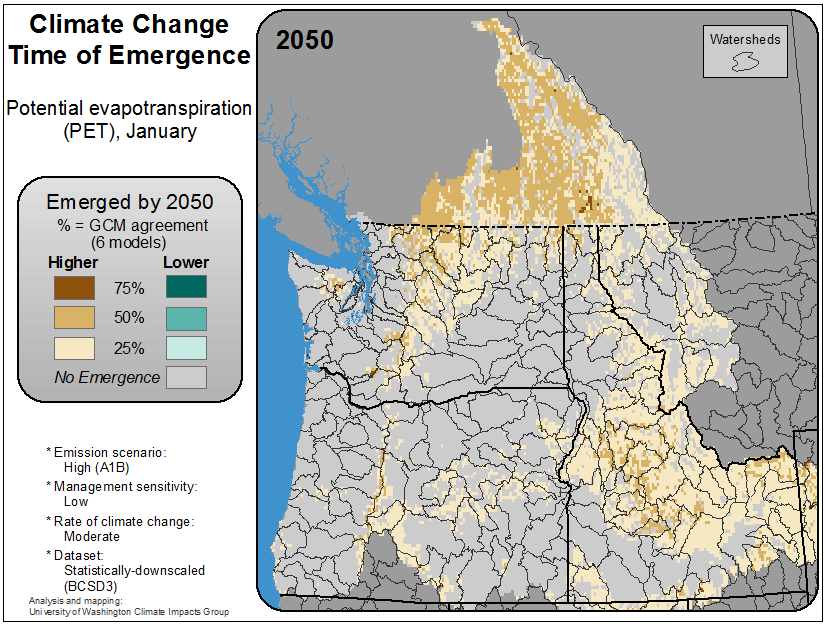 Climate Change
Time of Emergence
Potential evapotranspiration
(PET), January
Emerged by 2050
% = GCM agreement
(6 models)
Higher Lower
75%
50%
25%
No Emergence
* Emission scenario:
High (A1B)
* Management sensitivity:
Low
* Rate of climate change:
Moderate
* Dataset:
Statistically-downscaled
(BCSD3)
Analysis and mapping:
University of Washington Climate Impacts Group
2050
Watersheds